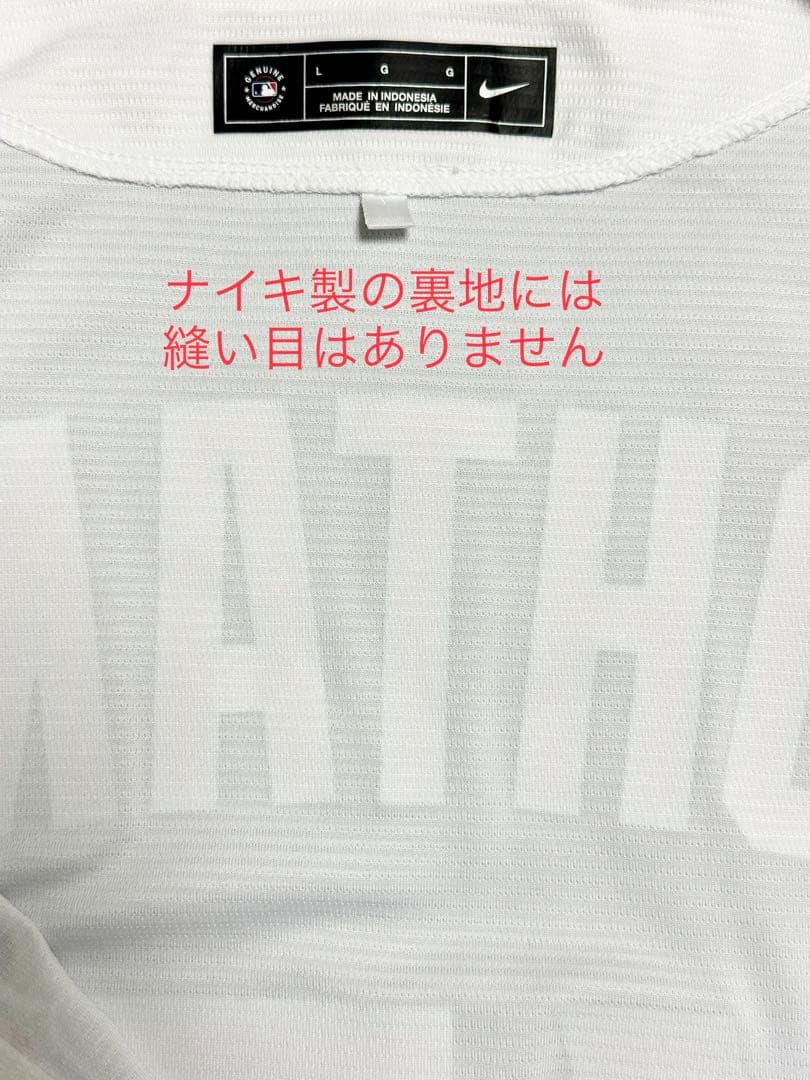 GENUINE
MERCHANDISE
L G G
MADE IN INDONESIA
FABRIQUÉ EN INDONÉSIE
ナイキ製の裏地には
縫い目はありません
ATH